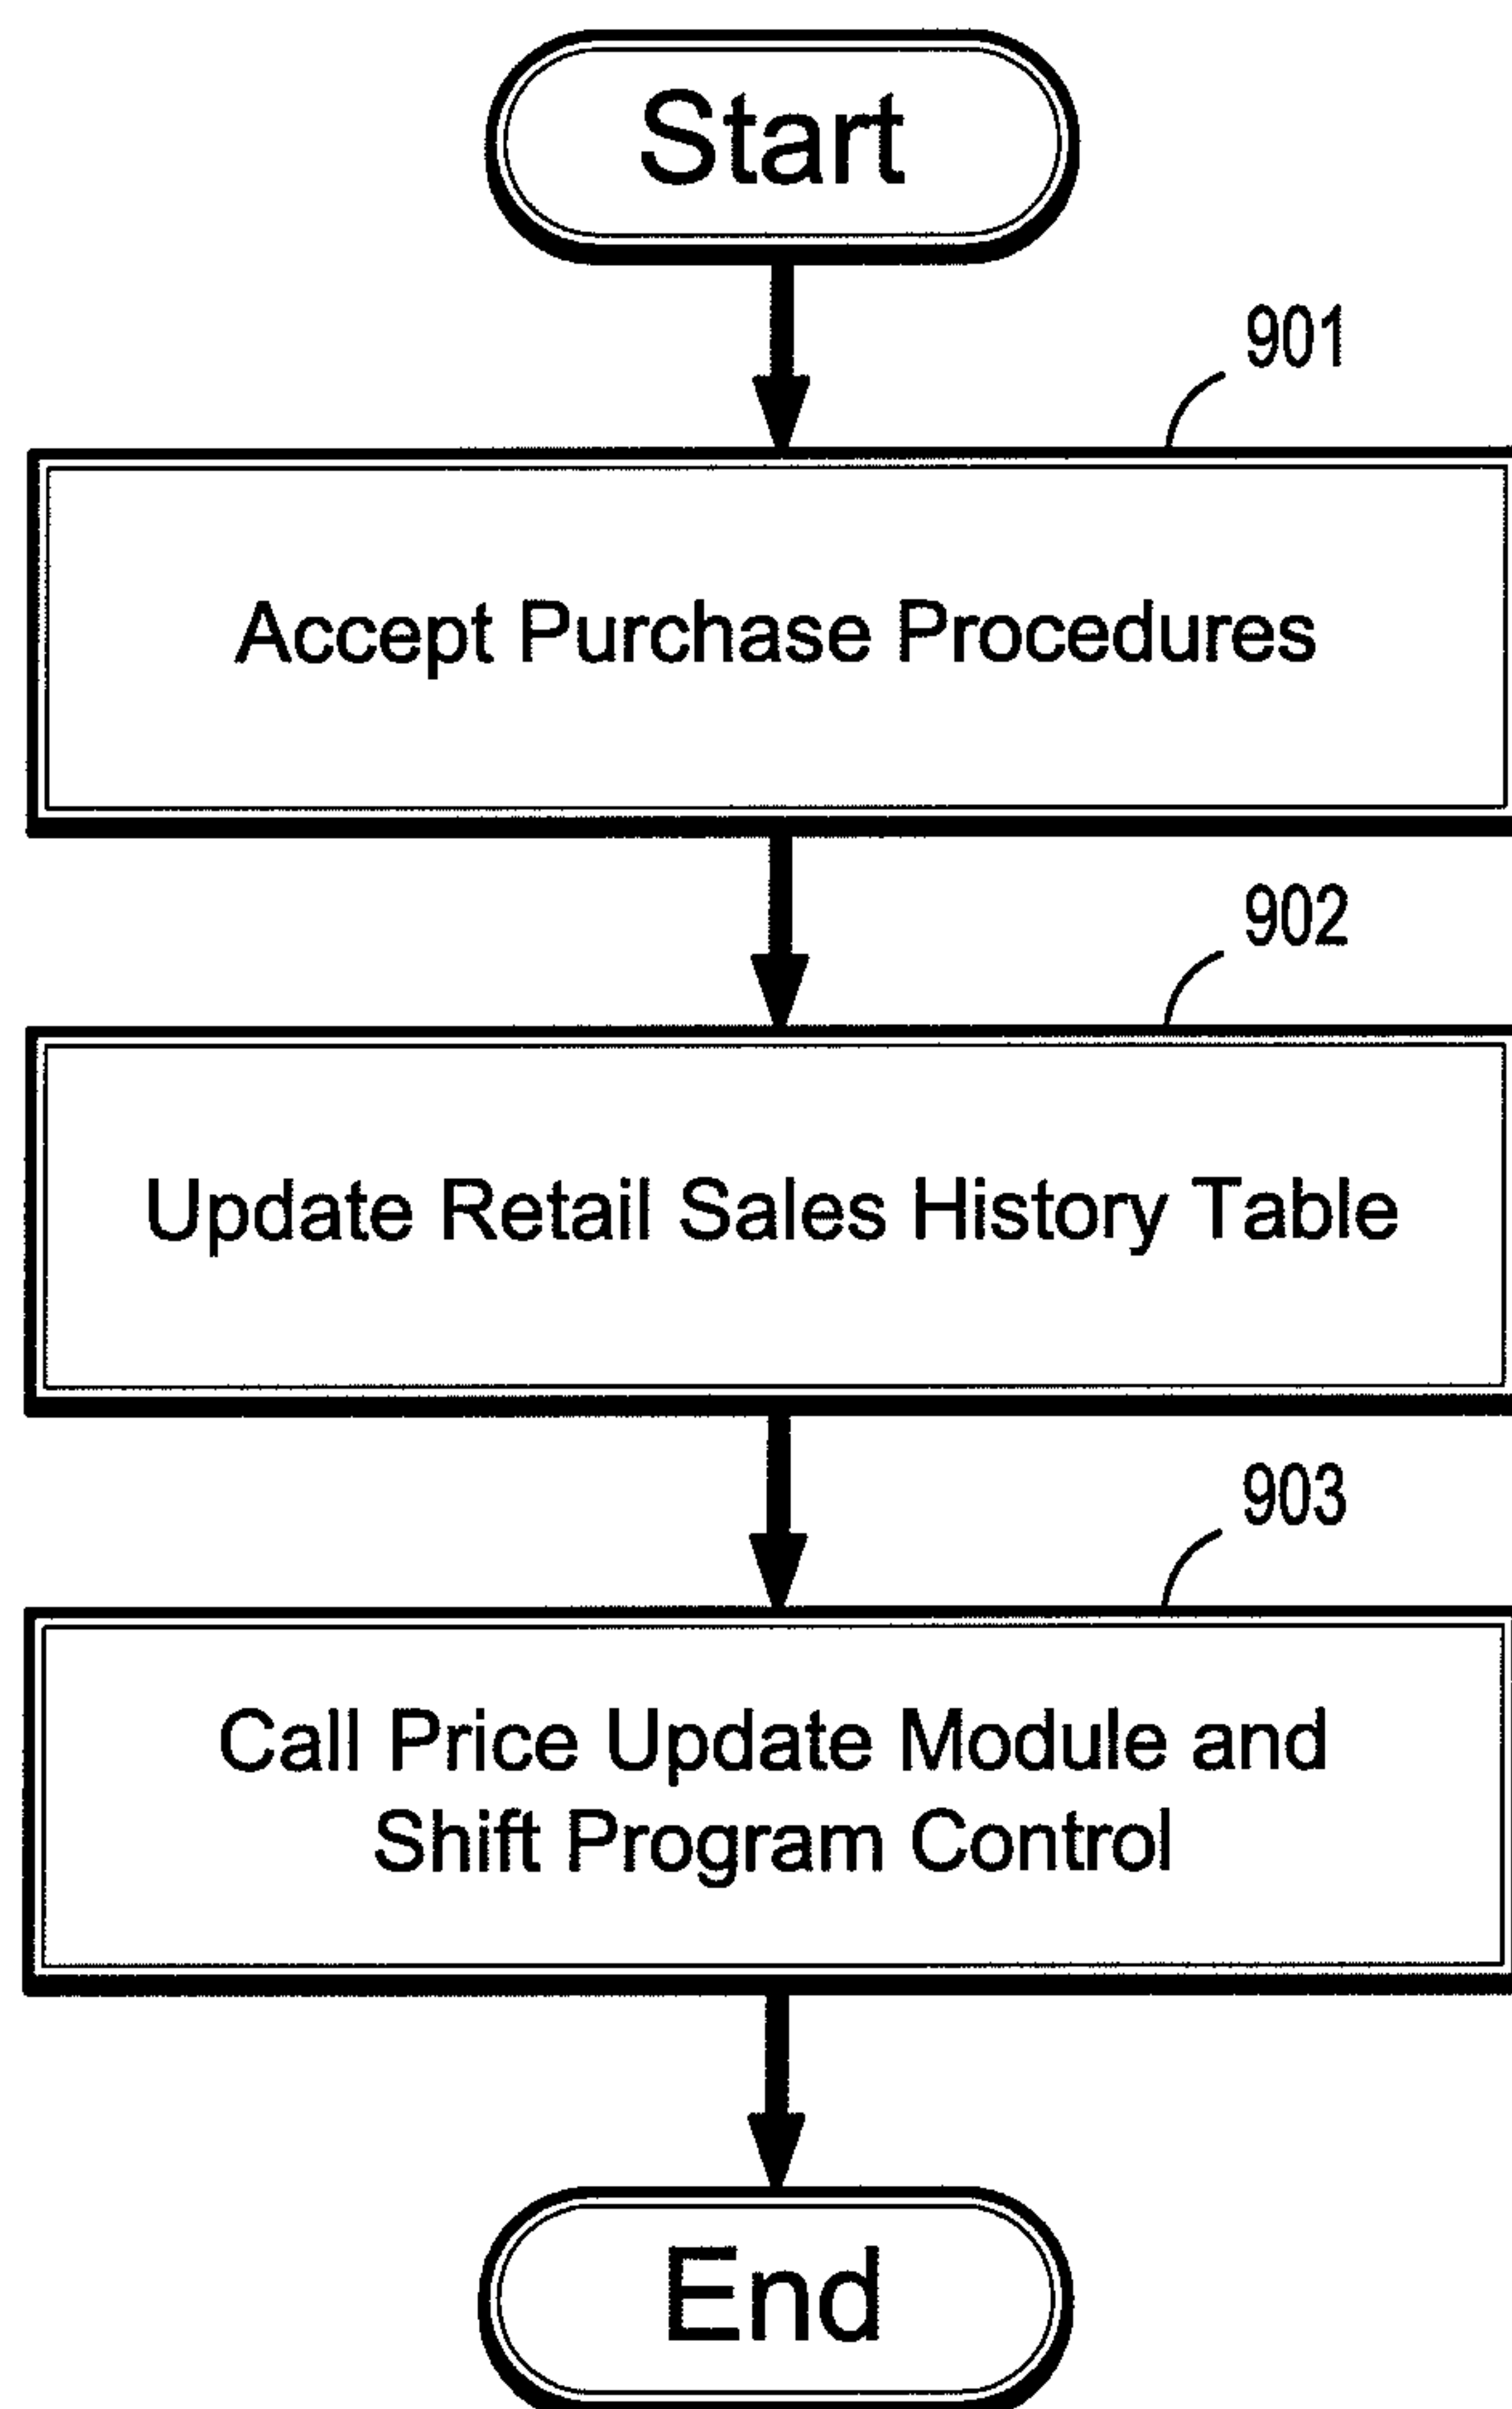 Start
901
Accept Purchase Procedures
902
Update Retail Sales History Table
903
Call Price Update Module and
Shift Program Control
End